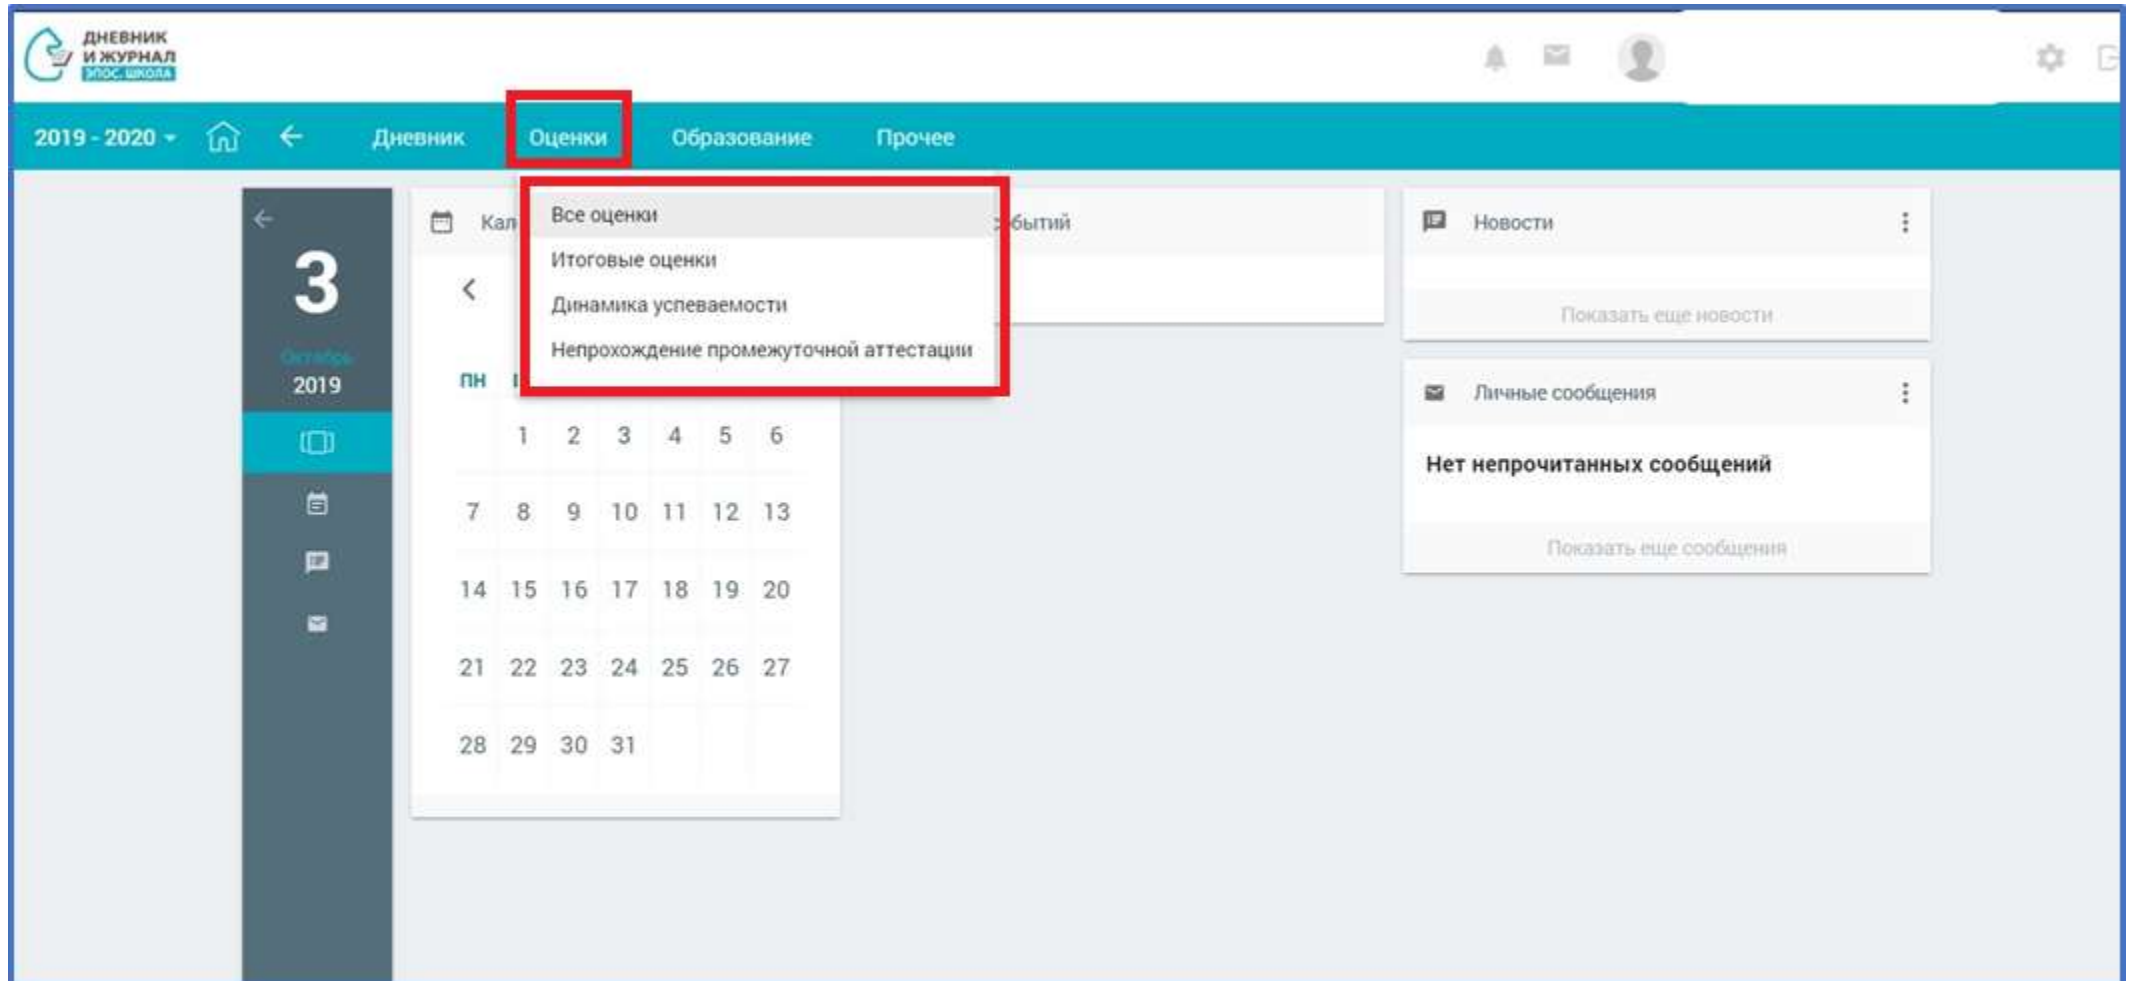 ДНЕВНИК
И ЖУРНАЛ
ЭПОС. ШКОЛА
2019 - 2020
Дневник
Оценки
Образование
Прочее
3
Октябрь
2019
Все оценки
Итоговые оценки
Динамика успеваемости
Непрохождение промежуточной аттестации
ПН
1 2 3 4 5 6
7 8 9 10 11 12 13
14 15 16 17 18 19 20
21 22 23 24 25 26 27
28 29 30 31
Новости
Показать еще новости
Личные сообщения
Нет непрочитанных сообщений
Показать еще сообщения